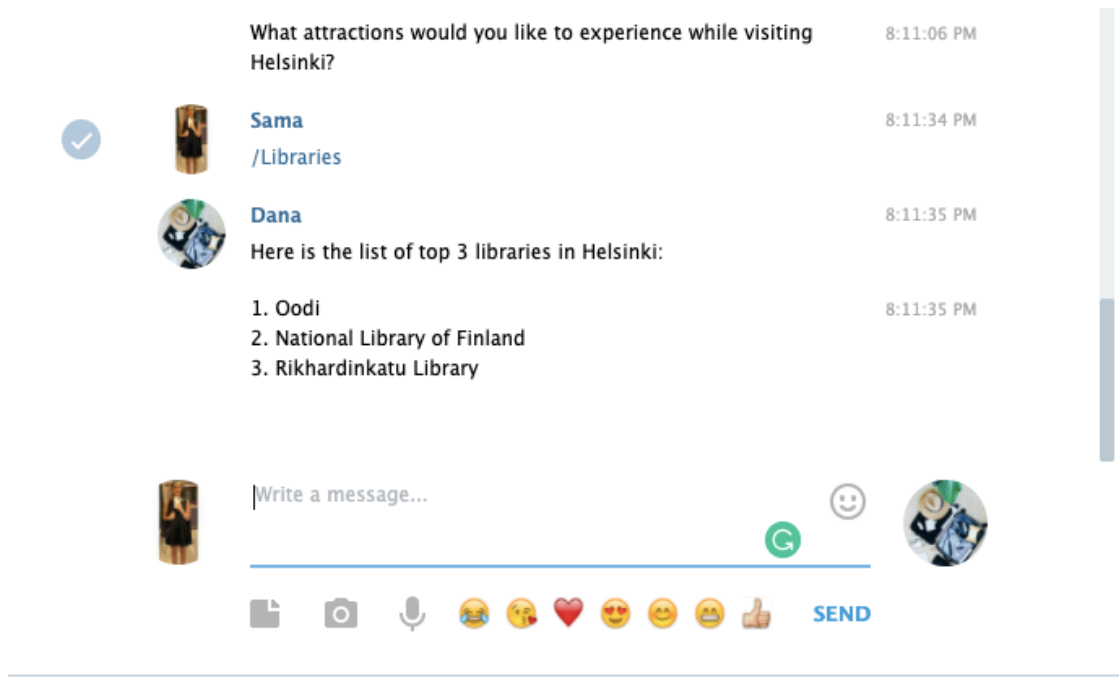 What attractions would you like to experience while visiting 8:11:06 PM
Helsinki?
Sama 8:11:34 PM
/Libraries
Dana 8:11:35 PM
Here is the list of top 3 libraries in Helsinki:
1. Oodi 8:11:35 PM
2. National Library of Finland
3. Rikhardinkatu Library
Write a message...
SEND